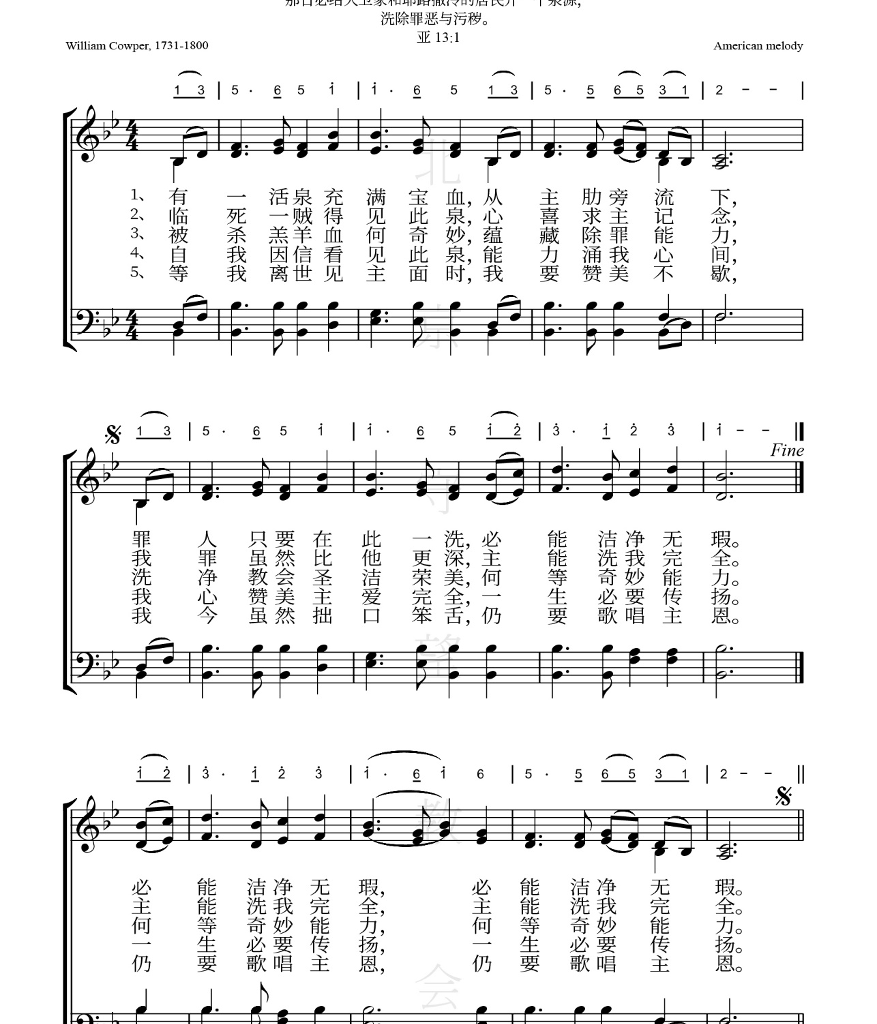 那日必给大卫家和耶路撒冷的居民开一个泉源，
洗除罪恶与污秽。
亚 13:1
William Cowper, 1731-1800
American melody
1 3 | 5 · 6 5 1 | 1 · 6 5 1 3 | 5 · 5 6 5 3 1 | 2 – – |
1、有 一 活泉充 满 宝 血，从 主 肋旁 流 下，
2、临 死 一贼得 见 此 泉，心 喜 求主 记 念，
3、被 杀 羔羊血 何 奇 妙，蕴 藏 除罪 能 力，
4、自 我 因信看 见 此 泉，能 力 涌我 心 间，
5、等 我 离世见 主 面 时，我 要 赞美 不 歇，
1 3 | 5 · 6 5 1 | 1 · 6 5 1 2 | 3 · 1 2 3 | 1 – –
Fine
罪 人 只要 在 此 一 洗，必 能 洁净 无 瑕。
我 罪 虽然 比 他 更 深，主 能 洗我 完 全。
洗 净 教会 圣 洁 荣 美，何 等 奇妙 能 力。
我 心 赞美 主 爱 完 全，一 生 必要 传 扬。
我 今 虽然 拙 口 笨 舌，仍 要 歌唱 主 恩。
1 2 | 3 · 1 2 3 | 1 · 6 1 6 | 5 · 5 6 5 3 1 | 2 – –
必 能 洁净 无 瑕， 必 能 洁净 无 瑕。
主 能 洗我 完 全， 主 能 洗我 完 全。
何 等 奇妙 能 力， 何 等 奇妙 能 力。
一 生 必要 传 扬， 一 生 必要 传 扬。
仍 要 歌唱 主 恩， 仍 要 歌唱 主 恩。